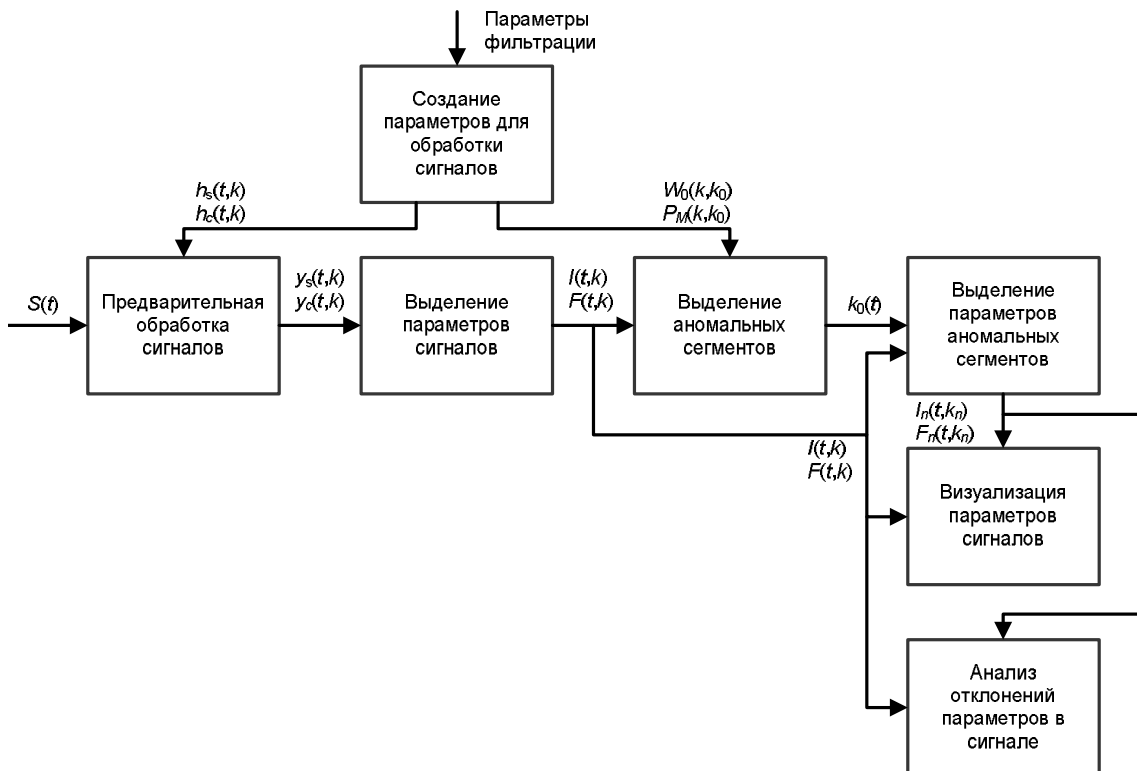 Параметры
фильтрации
Создание
параметров для
обработки
сигналов
hs(t,k)
hc(t,k)
W0(k,k0)
PM(k,k0)
S(t)
Предварительная
обработка
сигналов
ys(t,k)
yc(t,k)
Выделение
параметров
сигналов
I(t,k)
F(t,k)
Выделение
аномальных
сегментов
k0(t)
Выделение
параметров
аномальных
сегментов
In(t,kn)
Fn(t,kn)
I(t,k)
F(t,k)
Визуализация
параметров
сигналов
Анализ
отклонений
параметров в
сигнале